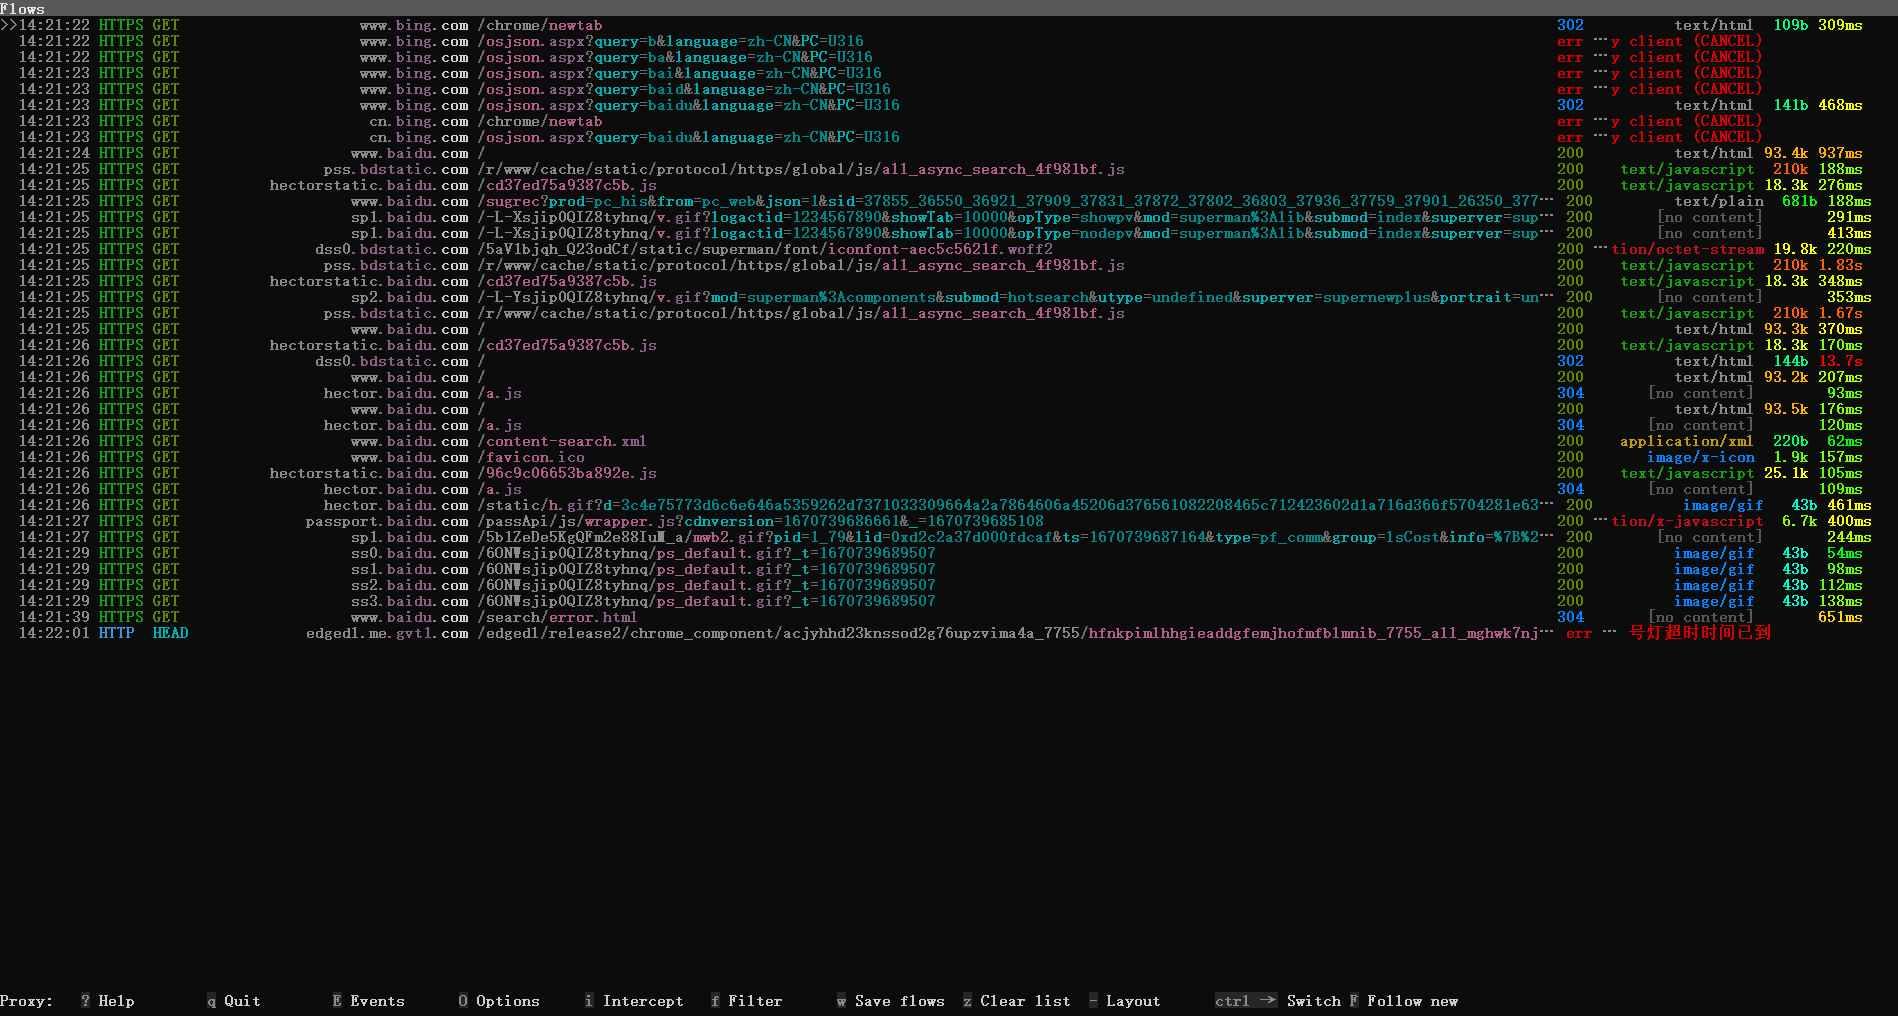 Flows
>>14:21:22 HTTPS GET www.bing.com /chrome/newtab 302 text/html 109b 309ms
14:21:22 HTTPS GET www.bing.com /osjson.aspx?query=b&language=zh-CN&PC=U316 err …y client (CANCEL)
14:21:22 HTTPS GET www.bing.com /osjson.aspx?query=ba&language=zh-CN&PC=U316 err …y client (CANCEL)
14:21:23 HTTPS GET www.bing.com /osjson.aspx?query=bai&language=zh-CN&PC=U316 err …y client (CANCEL)
14:21:23 HTTPS GET www.bing.com /osjson.aspx?query=baid&language=zh-CN&PC=U316 err …y client (CANCEL)
14:21:23 HTTPS GET www.bing.com /osjson.aspx?query=baidu&language=zh-CN&PC=U316 302 text/html 141b 468ms
14:21:23 HTTPS GET cn.bing.com /chrome/newtab err …y client (CANCEL)
14:21:23 HTTPS GET cn.bing.com /osjson.aspx?query=baidu&language=zh-CN&PC=U316 err …y client (CANCEL)
14:21:24 HTTPS GET www.baidu.com / 200 text/html 93.4k 937ms
14:21:25 HTTPS GET pss.bdstatic.com /r/www/cache/static/protocol/https/global/js/all_async_search_4f981bf.js 200 text/javascript 210k 188ms
14:21:25 HTTPS GET hectorstatic.baidu.com /cd37ed75a9387c5b.js 200 text/javascript 18.3k 276ms
14:21:25 HTTPS GET www.baidu.com /sugrec?prod=pc_his&from=pc_web&json=1&sid=37855_36550_36921_37909_37831_37872_37802_36803_37936_37759_37901_26350_377… 200 text/plain 681b 188ms
14:21:25 HTTPS GET sp1.baidu.com /-L-Xsjip0QIZ8tyhnq/v.gif?logactid=1234567890&showTab=10000&opType=showpv&mod=superman%3Alib&submod=index&superver=sup… 200 [no content] 291ms
14:21:25 HTTPS GET sp1.baidu.com /-L-Xsjip0QIZ8tyhnq/v.gif?logactid=1234567890&showTab=10000&opType=nodepv&mod=superman%3Alib&submod=index&superver=sup… 200 [no content] 413ms
14:21:25 HTTPS GET dss0.bdstatic.com /5aV1bjqh_Q23odCf/static/superman/font/iconfont-aec5c5621f.woff2 200 …tion/octet-stream 19.8k 220ms
14:21:25 HTTPS GET pss.bdstatic.com /r/www/cache/static/protocol/https/global/js/all_async_search_4f981bf.js 200 text/javascript 210k 1.83s
14:21:25 HTTPS GET hectorstatic.baidu.com /cd37ed75a9387c5b.js 200 text/javascript 18.3k 348ms
14:21:25 HTTPS GET sp2.baidu.com /-L-Ysjip0QIZ8tyhnq/v.gif?mod=superman%3Acomponents&submod=hotsearch&utype=undefined&superver=supernewplus&portrait=un… 200 [no content] 353ms
14:21:25 HTTPS GET pss.bdstatic.com /r/www/cache/static/protocol/https/global/js/all_async_search_4f981bf.js 200 text/javascript 210k 1.67s
14:21:25 HTTPS GET www.baidu.com / 200 text/html 93.3k 370ms
14:21:26 HTTPS GET hectorstatic.baidu.com /cd37ed75a9387c5b.js 200 text/javascript 18.3k 170ms
14:21:26 HTTPS GET dss0.bdstatic.com / 302 text/html 144b 13.7s
14:21:26 HTTPS GET www.baidu.com / 200 text/html 93.2k 207ms
14:21:26 HTTPS GET hector.baidu.com /a.js 304 [no content] 93ms
14:21:26 HTTPS GET www.baidu.com / 200 text/html 93.5k 176ms
14:21:26 HTTPS GET hector.baidu.com /a.js 304 [no content] 120ms
14:21:26 HTTPS GET www.baidu.com /content-search.xml 200 application/xml 220b 62ms
14:21:26 HTTPS GET www.baidu.com /favicon.ico 200 image/x-icon 1.9k 157ms
14:21:26 HTTPS GET hectorstatic.baidu.com /96c9c06653ba892e.js 200 text/javascript 25.1k 105ms
14:21:26 HTTPS GET hector.baidu.com /a.js 304 [no content] 109ms
14:21:26 HTTPS GET hector.baidu.com /static/h.gif?d=3c4e75773d6c6e646a5359262d7371033309664a2a7864606a45206d376561082208465c712423602d1a716d366f5704281e63… 200 image/gif 43b 461ms
14:21:27 HTTPS GET passport.baidu.com /passApi/js/wrapper.js?cdnversion=1670739686661&_=1670739685108 200 …tion/x-javascript 6.7k 400ms
14:21:27 HTTPS GET sp1.baidu.com /5b1ZeDe5KgQFm2e88IuM_a/mwb2.gif?pid=1_79&lid=0xd2c2a37d000fdcaf&ts=1670739687164&type=pf_comm&group=1sCost&info=%7B%2… 200 [no content] 244ms
14:21:29 HTTPS GET ss0.baidu.com /6ONWsjip0QIZ8tyhnq/ps_default.gif?_t=1670739689507 200 image/gif 43b 54ms
14:21:29 HTTPS GET ss1.baidu.com /6ONWsjip0QIZ8tyhnq/ps_default.gif?_t=1670739689507 200 image/gif 43b 98ms
14:21:29 HTTPS GET ss2.baidu.com /6ONWsjip0QIZ8tyhnq/ps_default.gif?_t=1670739689507 200 image/gif 43b 112ms
14:21:29 HTTPS GET ss3.baidu.com /6ONWsjip0QIZ8tyhnq/ps_default.gif?_t=1670739689507 200 image/gif 43b 138ms
14:21:39 HTTPS GET www.baidu.com /search/error.html 304 [no content] 651ms
14:22:01 HTTP HEAD edgedl.me.gvt1.com /edgedl/release2/chrome_component/acjyhhd23knssod2g76upzvima4a_7755/hfnkpimlhhgieaddgfemjhofmfblmnib_7755_all_mghwk7nj… err … 号灯超时时间已到
Proxy: ? Help q Quit E Events O Options i Intercept f Filter w Save flows z Clear list - Layout ctrl → Switch F Follow new